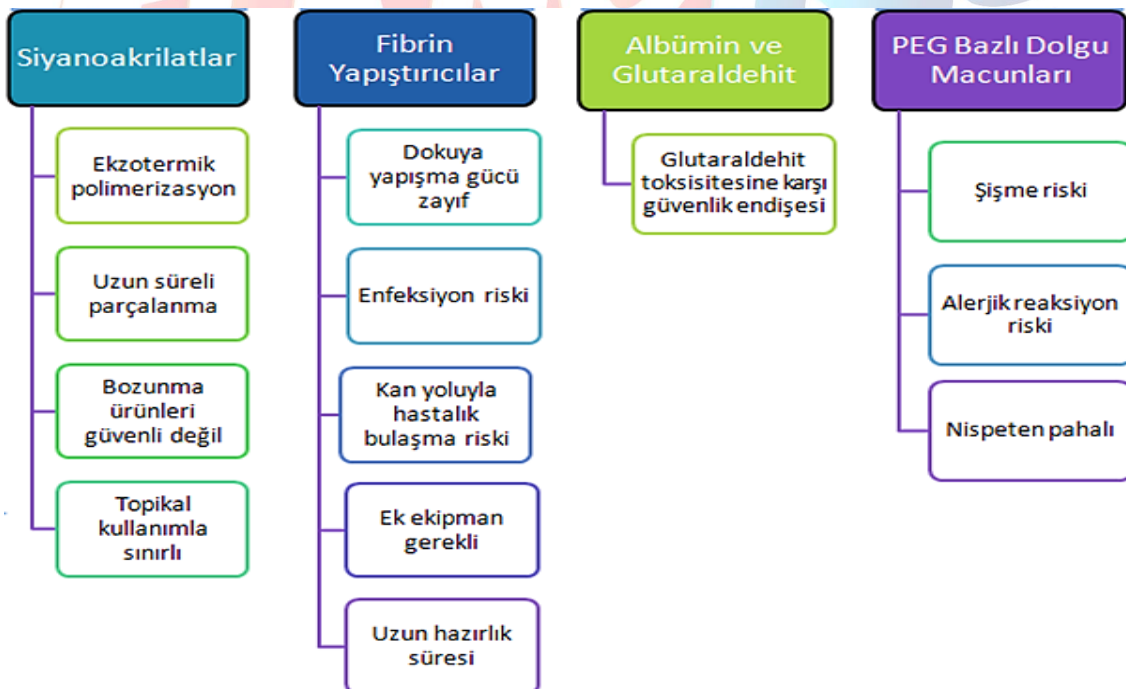 Siyanoakrilatlar
Ekzotermik
polimerizasyon
Uzun süreli
parçalanma
Bozunma
ürünleri
güvenli değil
Topikal
kullanımla
sınırlı
Fibrin
Yapıştırıcılar
Dokuya
yapışma gücü
zayıf
Enfeksiyon riski
Kan yoluyla
hastalık
bulaşma riski
Ek ekipman
gerekli
Uzun hazırlık
süresi
Albümin ve
Glutaraldehit
Glutaraldehit
toksisitesine karşı
güvenlik endişesi
PEG Bazlı Dolgu
Macunları
Şişme riski
Alerjik reaksiyon
riski
Nispeten pahalı